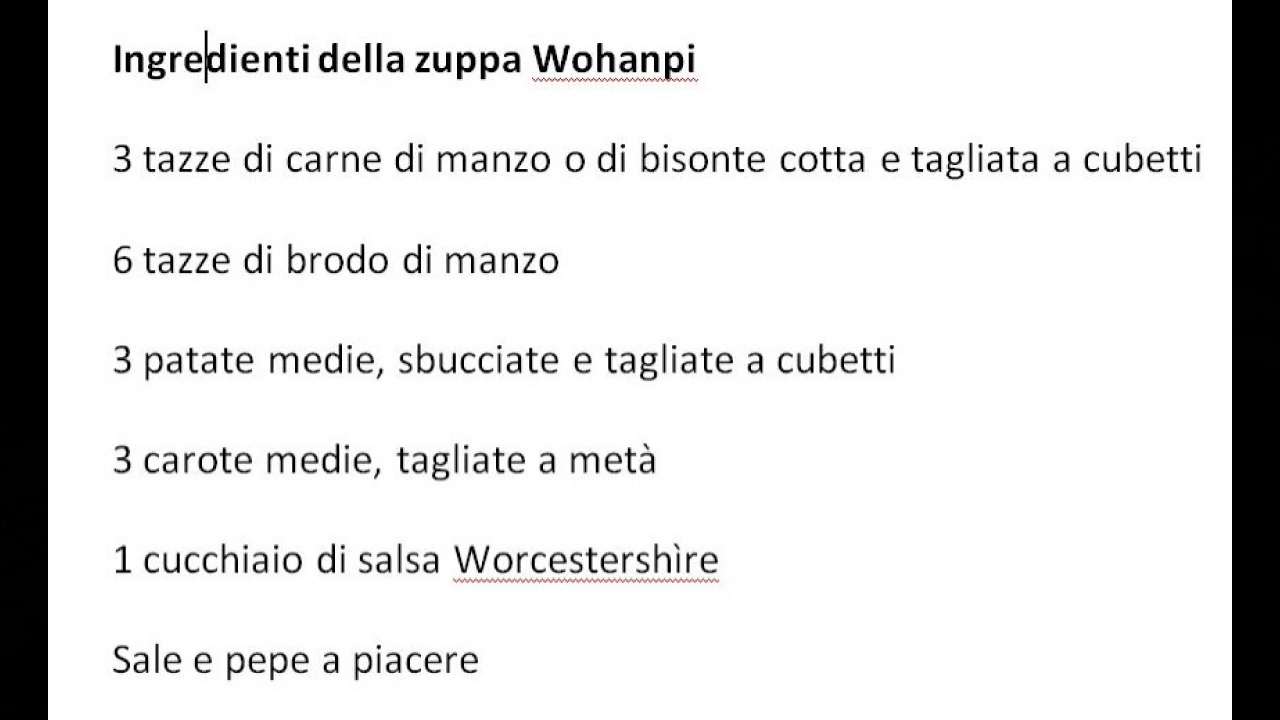 Ingredienti della zuppa Wohanpi
3 tazze di carne di manzo o di bisonte cotta e tagliata a cubetti
6 tazze di brodo di manzo
3 patate medie, sbucciate e tagliate a cubetti
3 carote medie, tagliate a metà
1 cucchiaio di salsa Worcestershìre
Sale e pepe a piacere